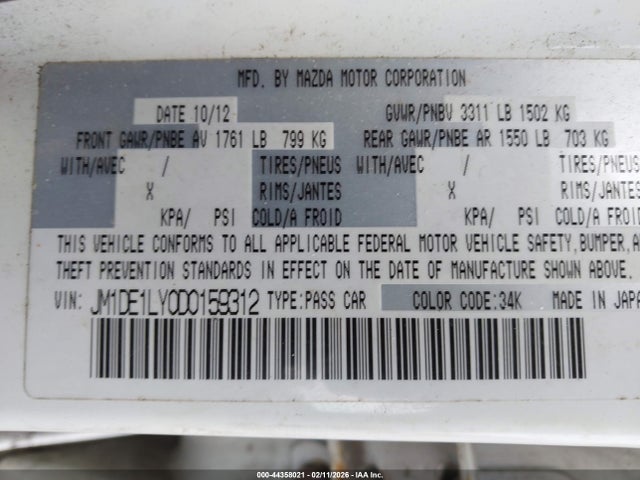 MFD. BY MAZDA MOTOR CORPORATION
DATE 10/12 GVWR/PNBV 3311 LB 1502 KG
FRONT GAWR/PNBE AV 1761 LB 799 KG REAR GAWR/PNBE AR 1550 LB 703 KG
WITH/AVEC / TIRES/PNEUS WITH/AVEC / TIRES/PNEUS
X RIMS/JANTES X RIMS/JANTES
KPA/ PSI COLD/A FROID KPA/ PSI COLD/A FROID
THIS VEHICLE CONFORMS TO ALL APPLICABLE FEDERAL MOTOR VEHICLE SAFETY, BUMPER, A
THEFT PREVENTION STANDARDS IN EFFECT ON THE DATE OF MANUFACTURE SHOWN ABOVE.
VIN: JM1DE1LY0D0159312 TYPE:PASS CAR COLOR CODE:34K MADE IN JAPA
000-44358021 - 02/11/2026 - IAA Inc.